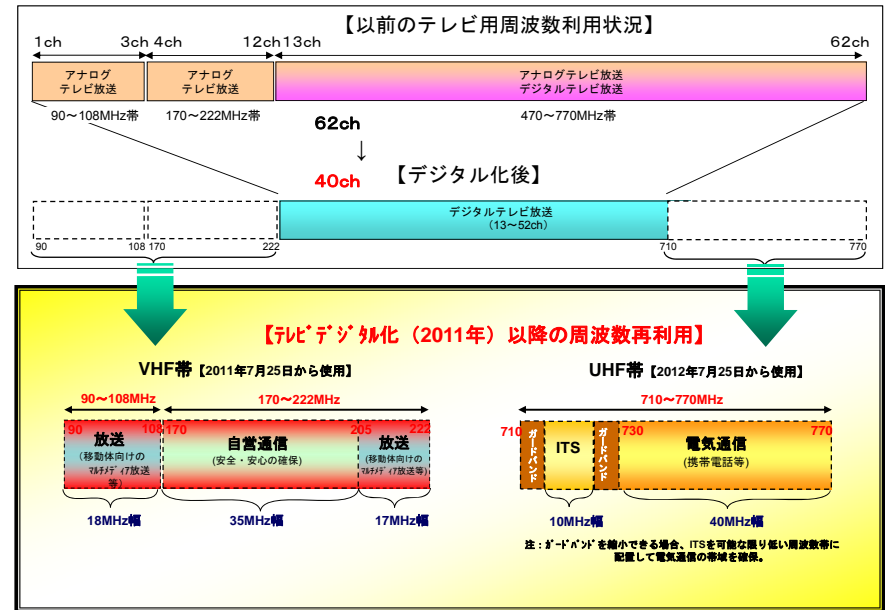 【以前のテレビ用周波数利用状況】
1ch 3ch 4ch 12ch 13ch 62ch
アナログ
テレビ放送
アナログ
テレビ放送
アナログテレビ放送
デジタルテレビ放送
90～108MHz帯 170～222MHz帯 470～770MHz帯
62ch
↓
40ch
【デジタル化後】
デジタルテレビ放送
（13～52ch）
90 108 170 222 710 770
【ﾃﾚﾋﾞﾃﾞｼﾞﾀﾙ化（2011年）以降の周波数再利用】
VHF帯【2011年7月25日から使用】
90～108MHz 170～222MHz
90 108 170 205 222
放送
(移動体向けの
ﾏﾙﾁﾒﾃﾞｨｱ放送
等)
自営通信
(安全・安心の確保)
放送
(移動体向けの
ﾏﾙﾁﾒﾃﾞｨｱ放送等)
18MHz幅 35MHz幅 17MHz幅
UHF帯【2012年7月25日から使用】
710～770MHz
710 730 770
ガードバンド
ITS
ガードバンド
電気通信
(携帯電話等)
10MHz幅 40MHz幅
注：ｶﾞｰﾄﾞﾊﾞﾝﾄﾞを縮小できる場合、ITSを可能な限り低い周波数帯に
配置して電気通信の帯域を確保。